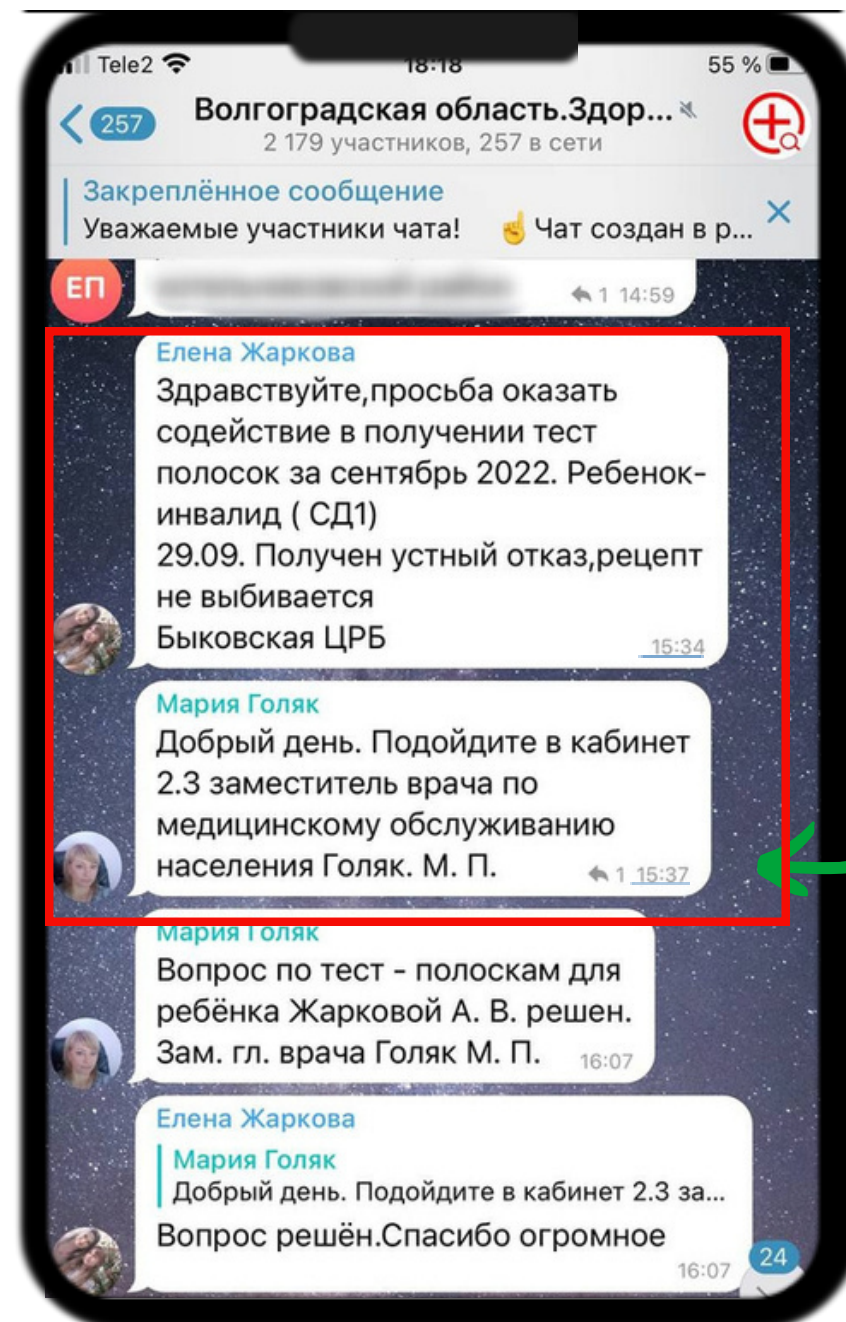 Tele2
18:18
55 %
257
Волгоградская область.Здор...
2 179 участников, 257 в сети
Закреплённое сообщение
Уважаемые участники чата! ☝️Чат создан в р...
ЕП
1 14:59
Елена Жаркова
Здравствуйте,просьба оказать
содействие в получении тест
полосок за сентябрь 2022. Ребенок-
инвалид ( СД1)
29.09. Получен устный отказ,рецепт
не выбивается
Быковская ЦРБ
15:34
Мария Голяк
Добрый день. Подойдите в кабинет
2.3 заместитель врача по
медицинскому обслуживанию
населения Голяк. М. П.
1 15:37
Мария Голяк
Вопрос по тест - полоскам для
ребёнка Жарковой А. В. решен.
Зам. гл. врача Голяк М. П.
16:07
Елена Жаркова
Мария Голяк
Добрый день. Подойдите в кабинет 2.3 за...
Вопрос решён.Спасибо огромное
16:07
24